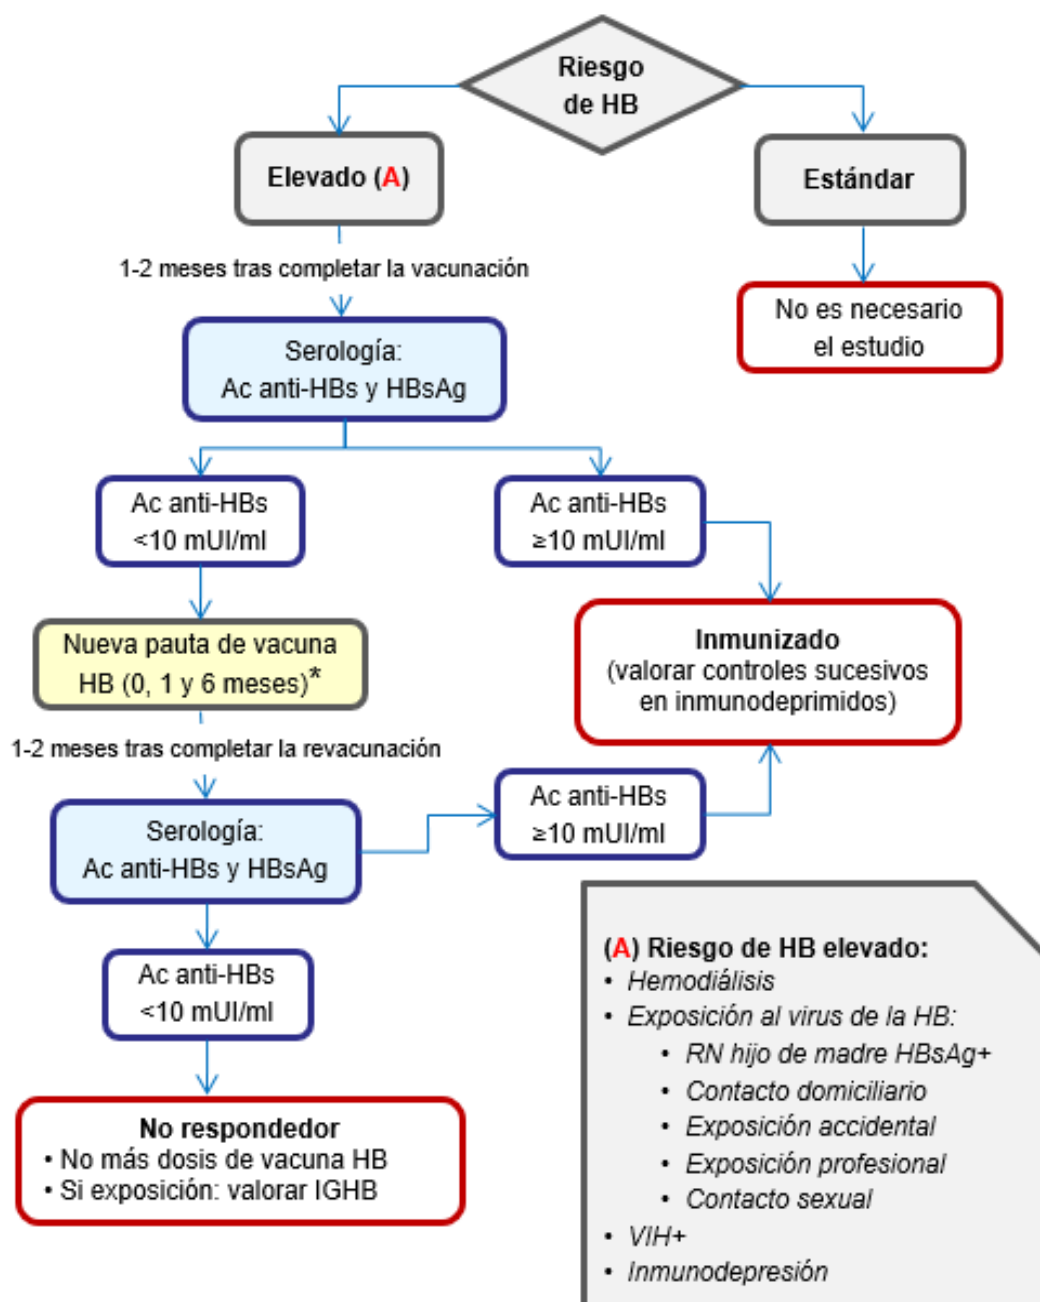 Riesgo
de HB
Elevado (A)
Estándar
1-2 meses tras completar la vacunación
No es necesario
el estudio
Serología:
Ac anti-HBs y HBsAg
Ac anti-HBs
<10 mUI/ml
Ac anti-HBs
≥10 mUI/ml
Nueva pauta de vacuna
HB (0, 1 y 6 meses)*
Inmunizado
(valorar controles sucesivos
en inmunodeprimidos)
1-2 meses tras completar la revacunación
Serología:
Ac anti-HBs y HBsAg
Ac anti-HBs
≥10 mUI/ml
Ac anti-HBs
<10 mUI/ml
No respondedor
• No más dosis de vacuna HB
• Si exposición: valorar IGHB
(A) Riesgo de HB elevado:
• Hemodiálisis
• Exposición al virus de la HB:
• RN hijo de madre HBsAg+
• Contacto domiciliario
• Exposición accidental
• Exposición profesional
• Contacto sexual
• VIH+
• Inmunodepresión